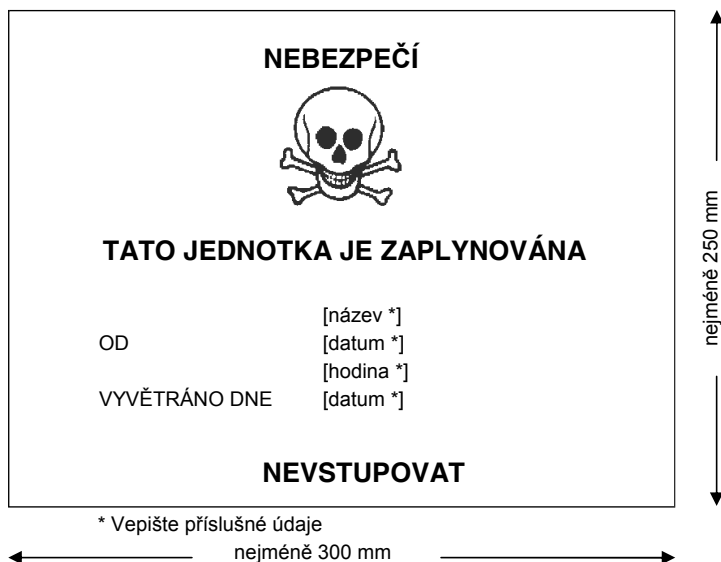 NEBEZPEČÍ
TATO JEDNOTKA JE ZAPLYNOVÁNA
[název *]
OD [datum *]
[hodina *]
VYVĚTRÁNO DNE [datum *]
NEVSTUPOVAT
* Vepište příslušné údaje
nejméně 300 mm
nejméně 250 mm